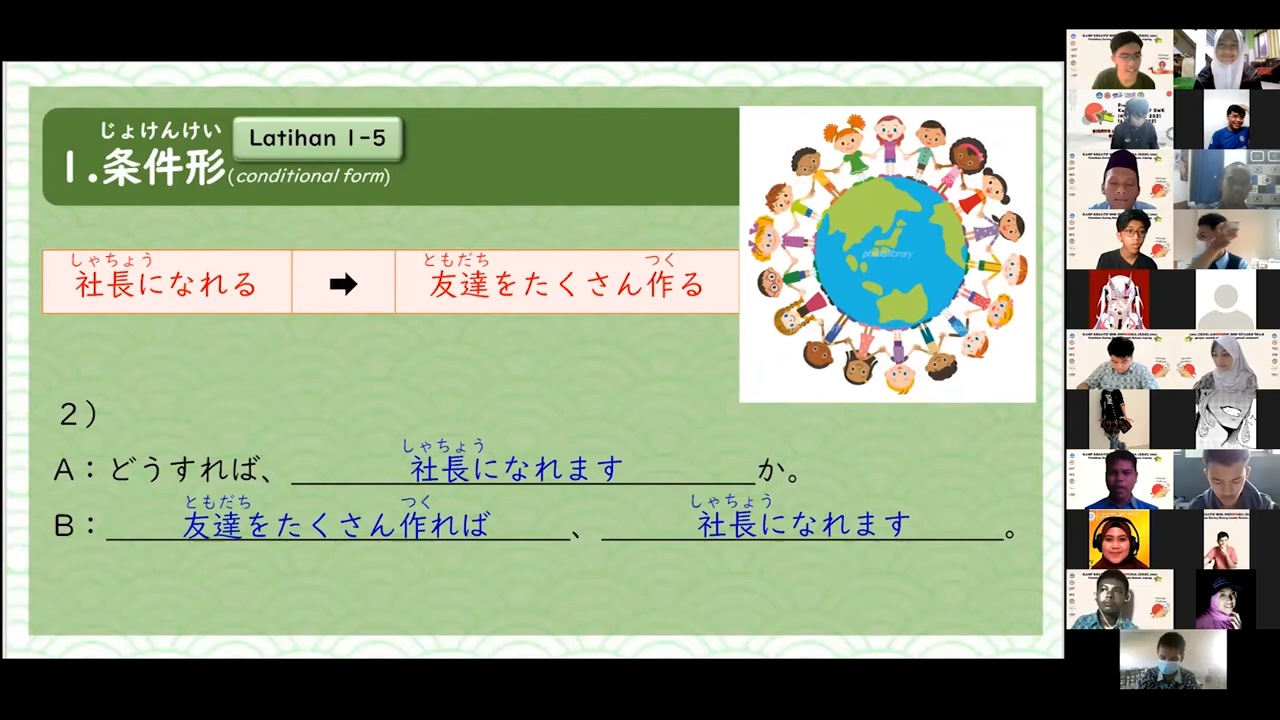 じょけんけい
1.条件形(conditional form)
Latihan 1-5
しゃちょう
社長になれる
➡
ともだち つく
友達をたくさん作る
photolibrary
2）
しゃちょう
A：どうすれば、社長になれますか。
ともだち つく しゃちょう
B：友達をたくさん作れば、社長になれます。